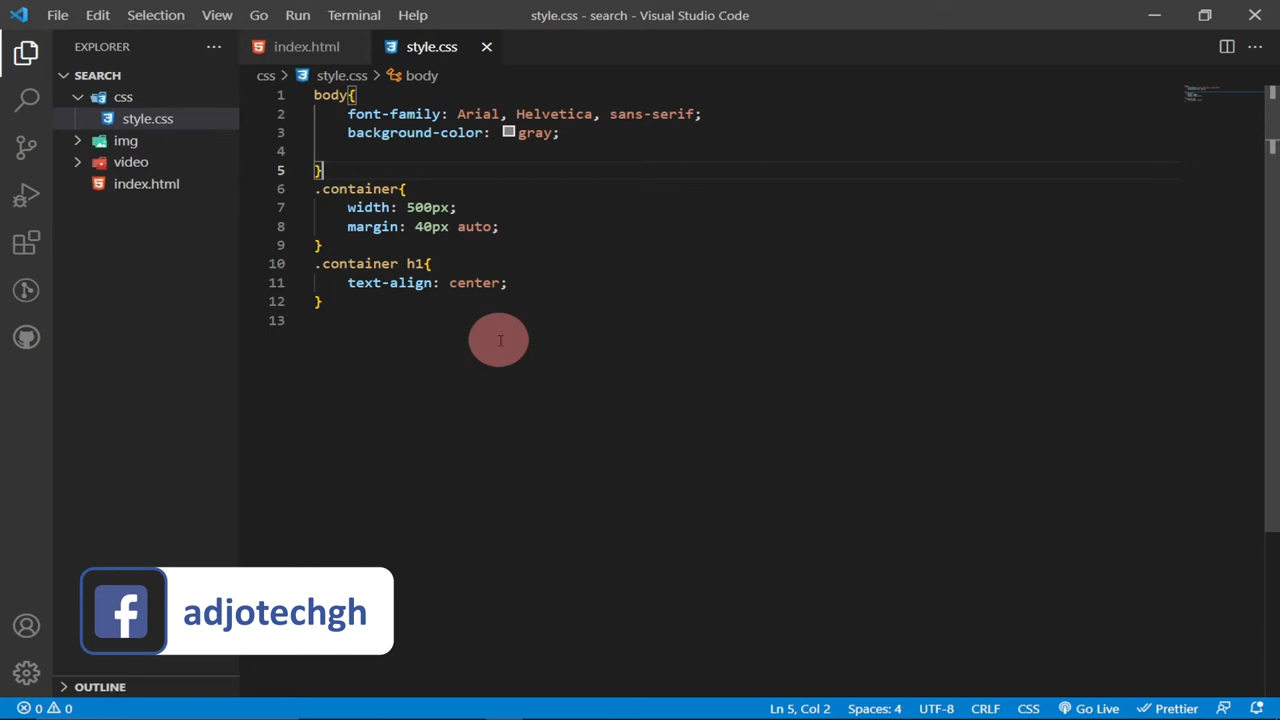 File Edit Selection View Go Run Terminal Help style.css - search - Visual Studio Code
EXPLORER
index.html style.css
SEARCH
css > style.css > body
css
style.css
img
video
index.html
1 body{
2 font-family: Arial, Helvetica, sans-serif;
3 background-color: gray;
4
5 }
6 .container{
7 width: 500px;
8 margin: 40px auto;
9 }
10 .container h1{
11 text-align: center;
12 }
13
adjotechgh
OUTLINE
0 0 Ln 5, Col 2 Spaces: 4 UTF-8 CRLF CSS Go Live Prettier